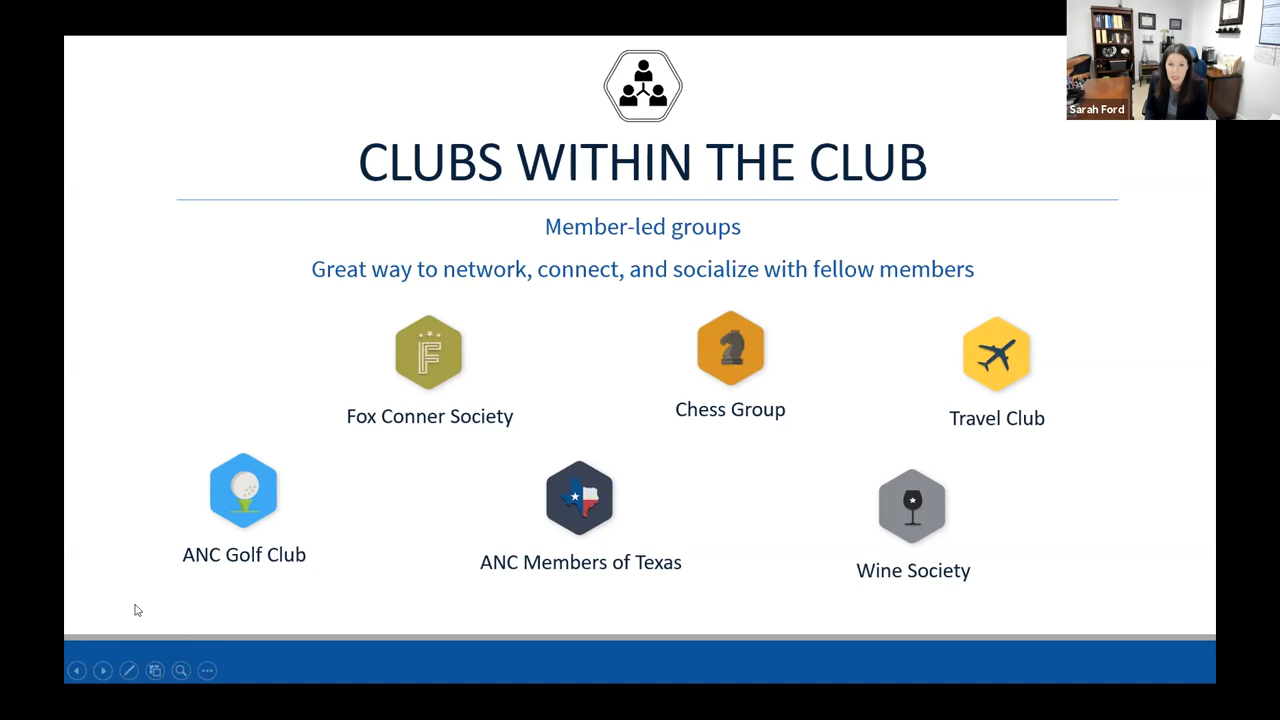 Sarah Ford
CLUBS WITHIN THE CLUB
Member-led groups
Great way to network, connect, and socialize with fellow members
F
Fox Conner Society
Chess Group
Travel Club
ANC Golf Club
ANC Members of Texas
Wine Society